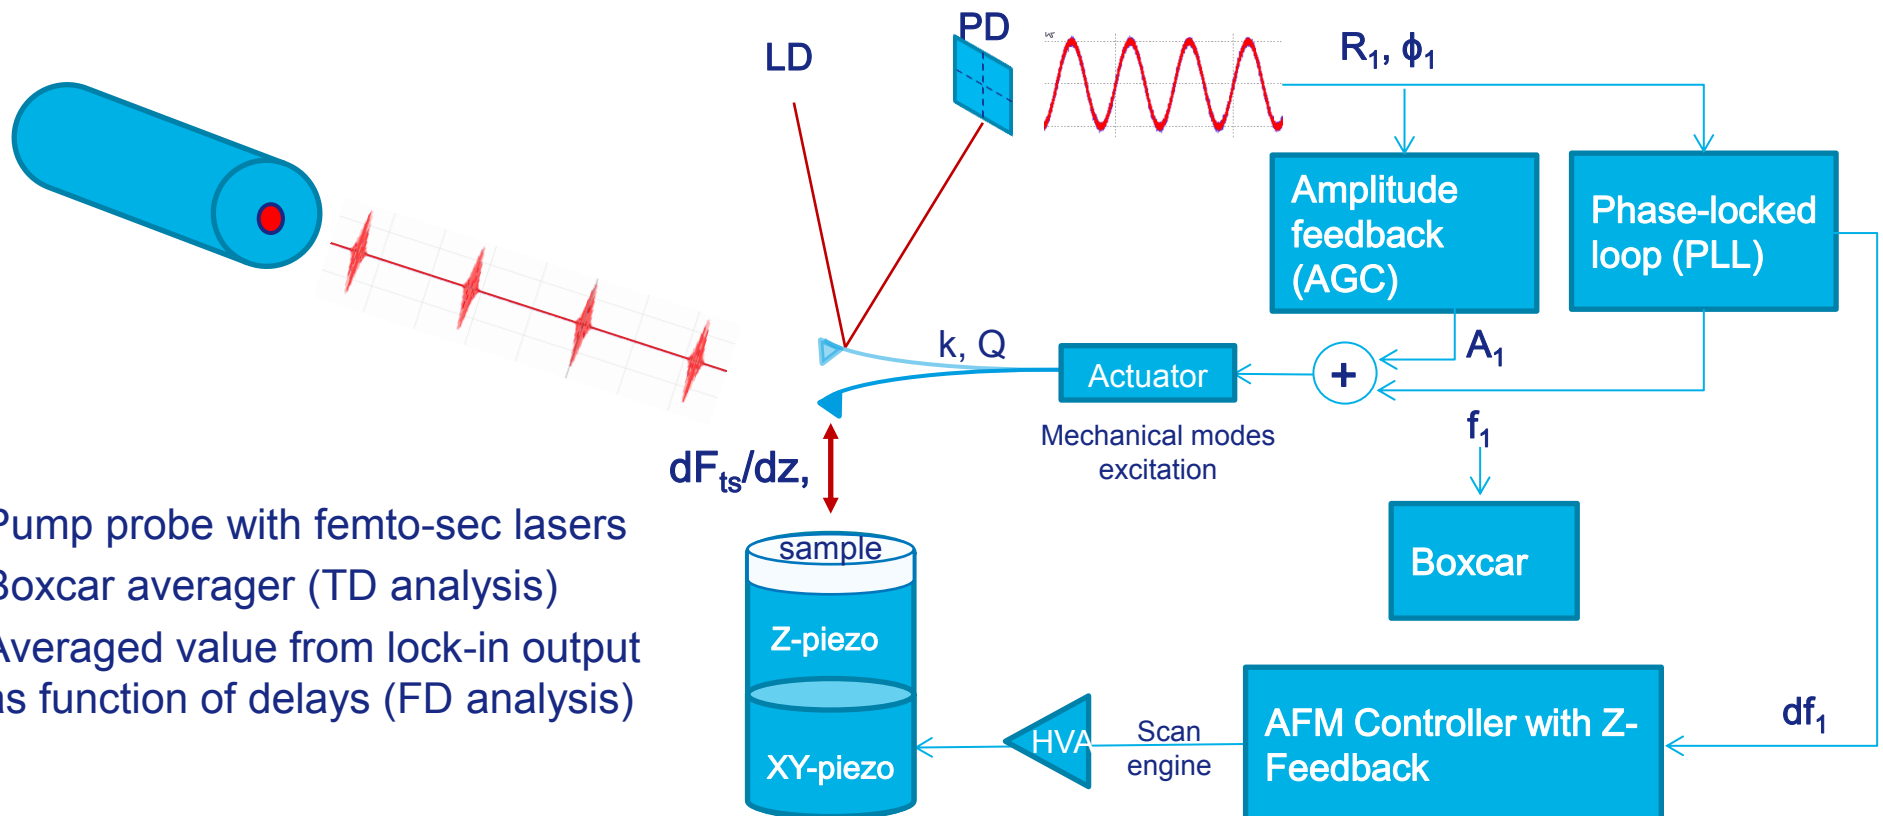 LD
PD
R₁, ϕ₁
Amplitude
feedback
(AGC)
Phase-locked
loop (PLL)
k, Q
Actuator
+
A₁
Mechanical modes
excitation
f₁
dFₜₛ/dz,
Boxcar
sample
Z-piezo
XY-piezo
HVA
Scan
engine
AFM Controller with Z-
Feedback
df₁
Pump probe with femto-sec lasers
Boxcar averager (TD analysis)
Averaged value from lock-in output
as function of delays (FD analysis)